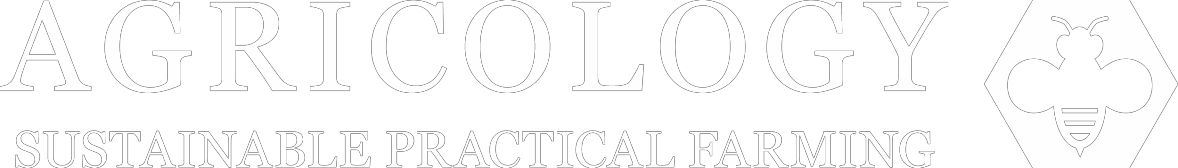 AGRICOLOGY
SUSTAINABLE PRACTICAL FARMING